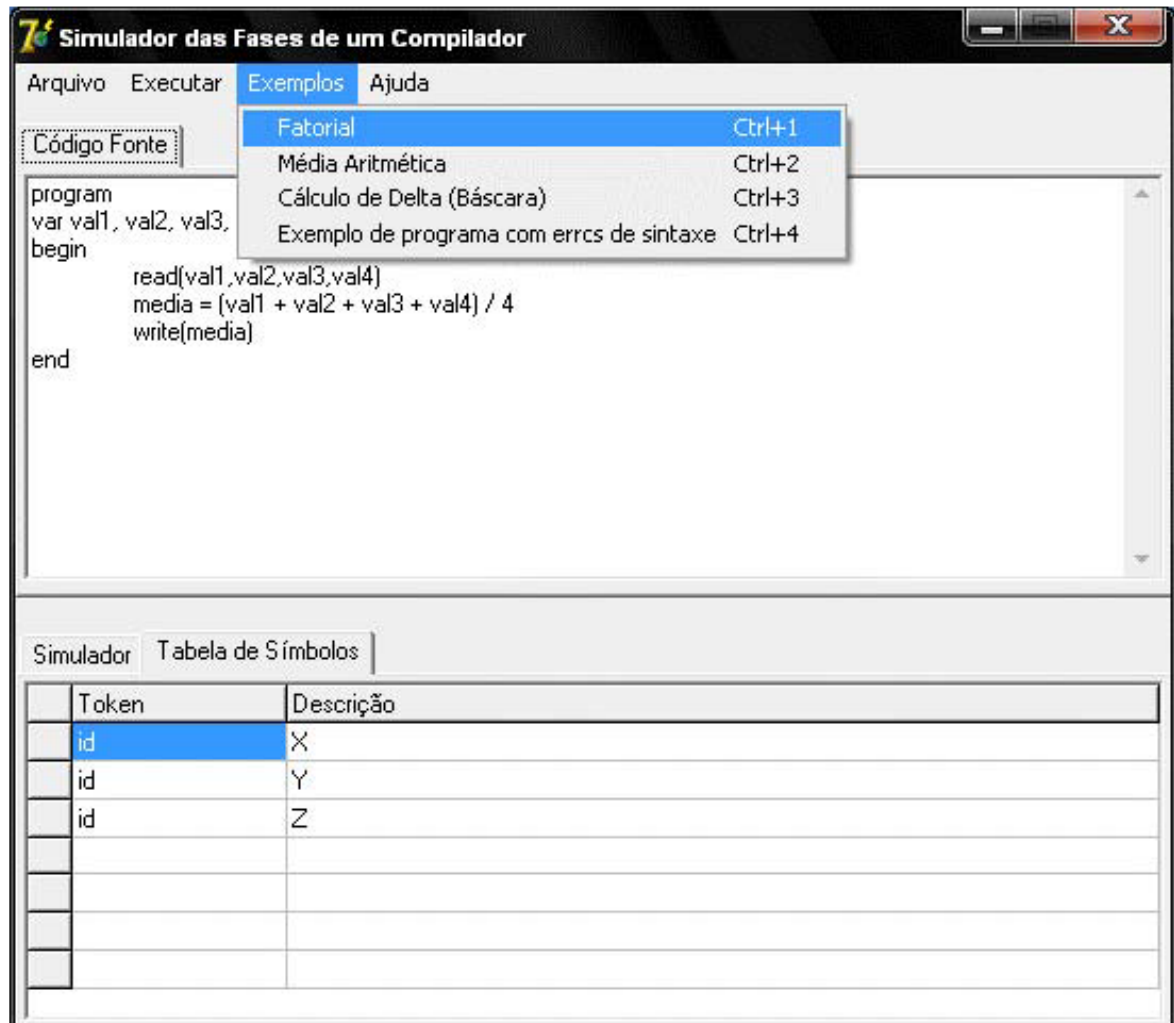 Simulador das Fases de um Compilador
Arquivo Executar Exemplos Ajuda
Fatorial Ctrl+1
Média Aritmética Ctrl+2
Cálculo de Delta (Báscara) Ctrl+3
Exemplo de programa com errcs de sintaxe Ctrl+4
Código Fonte
program
var val1, val2, val3,
begin
read(val1,val2,val3,val4)
media = (val1 + val2 + val3 + val4) / 4
write(media)
end
Simulador Tabela de Símbolos
Token Descrição
id X
id Y
id Z